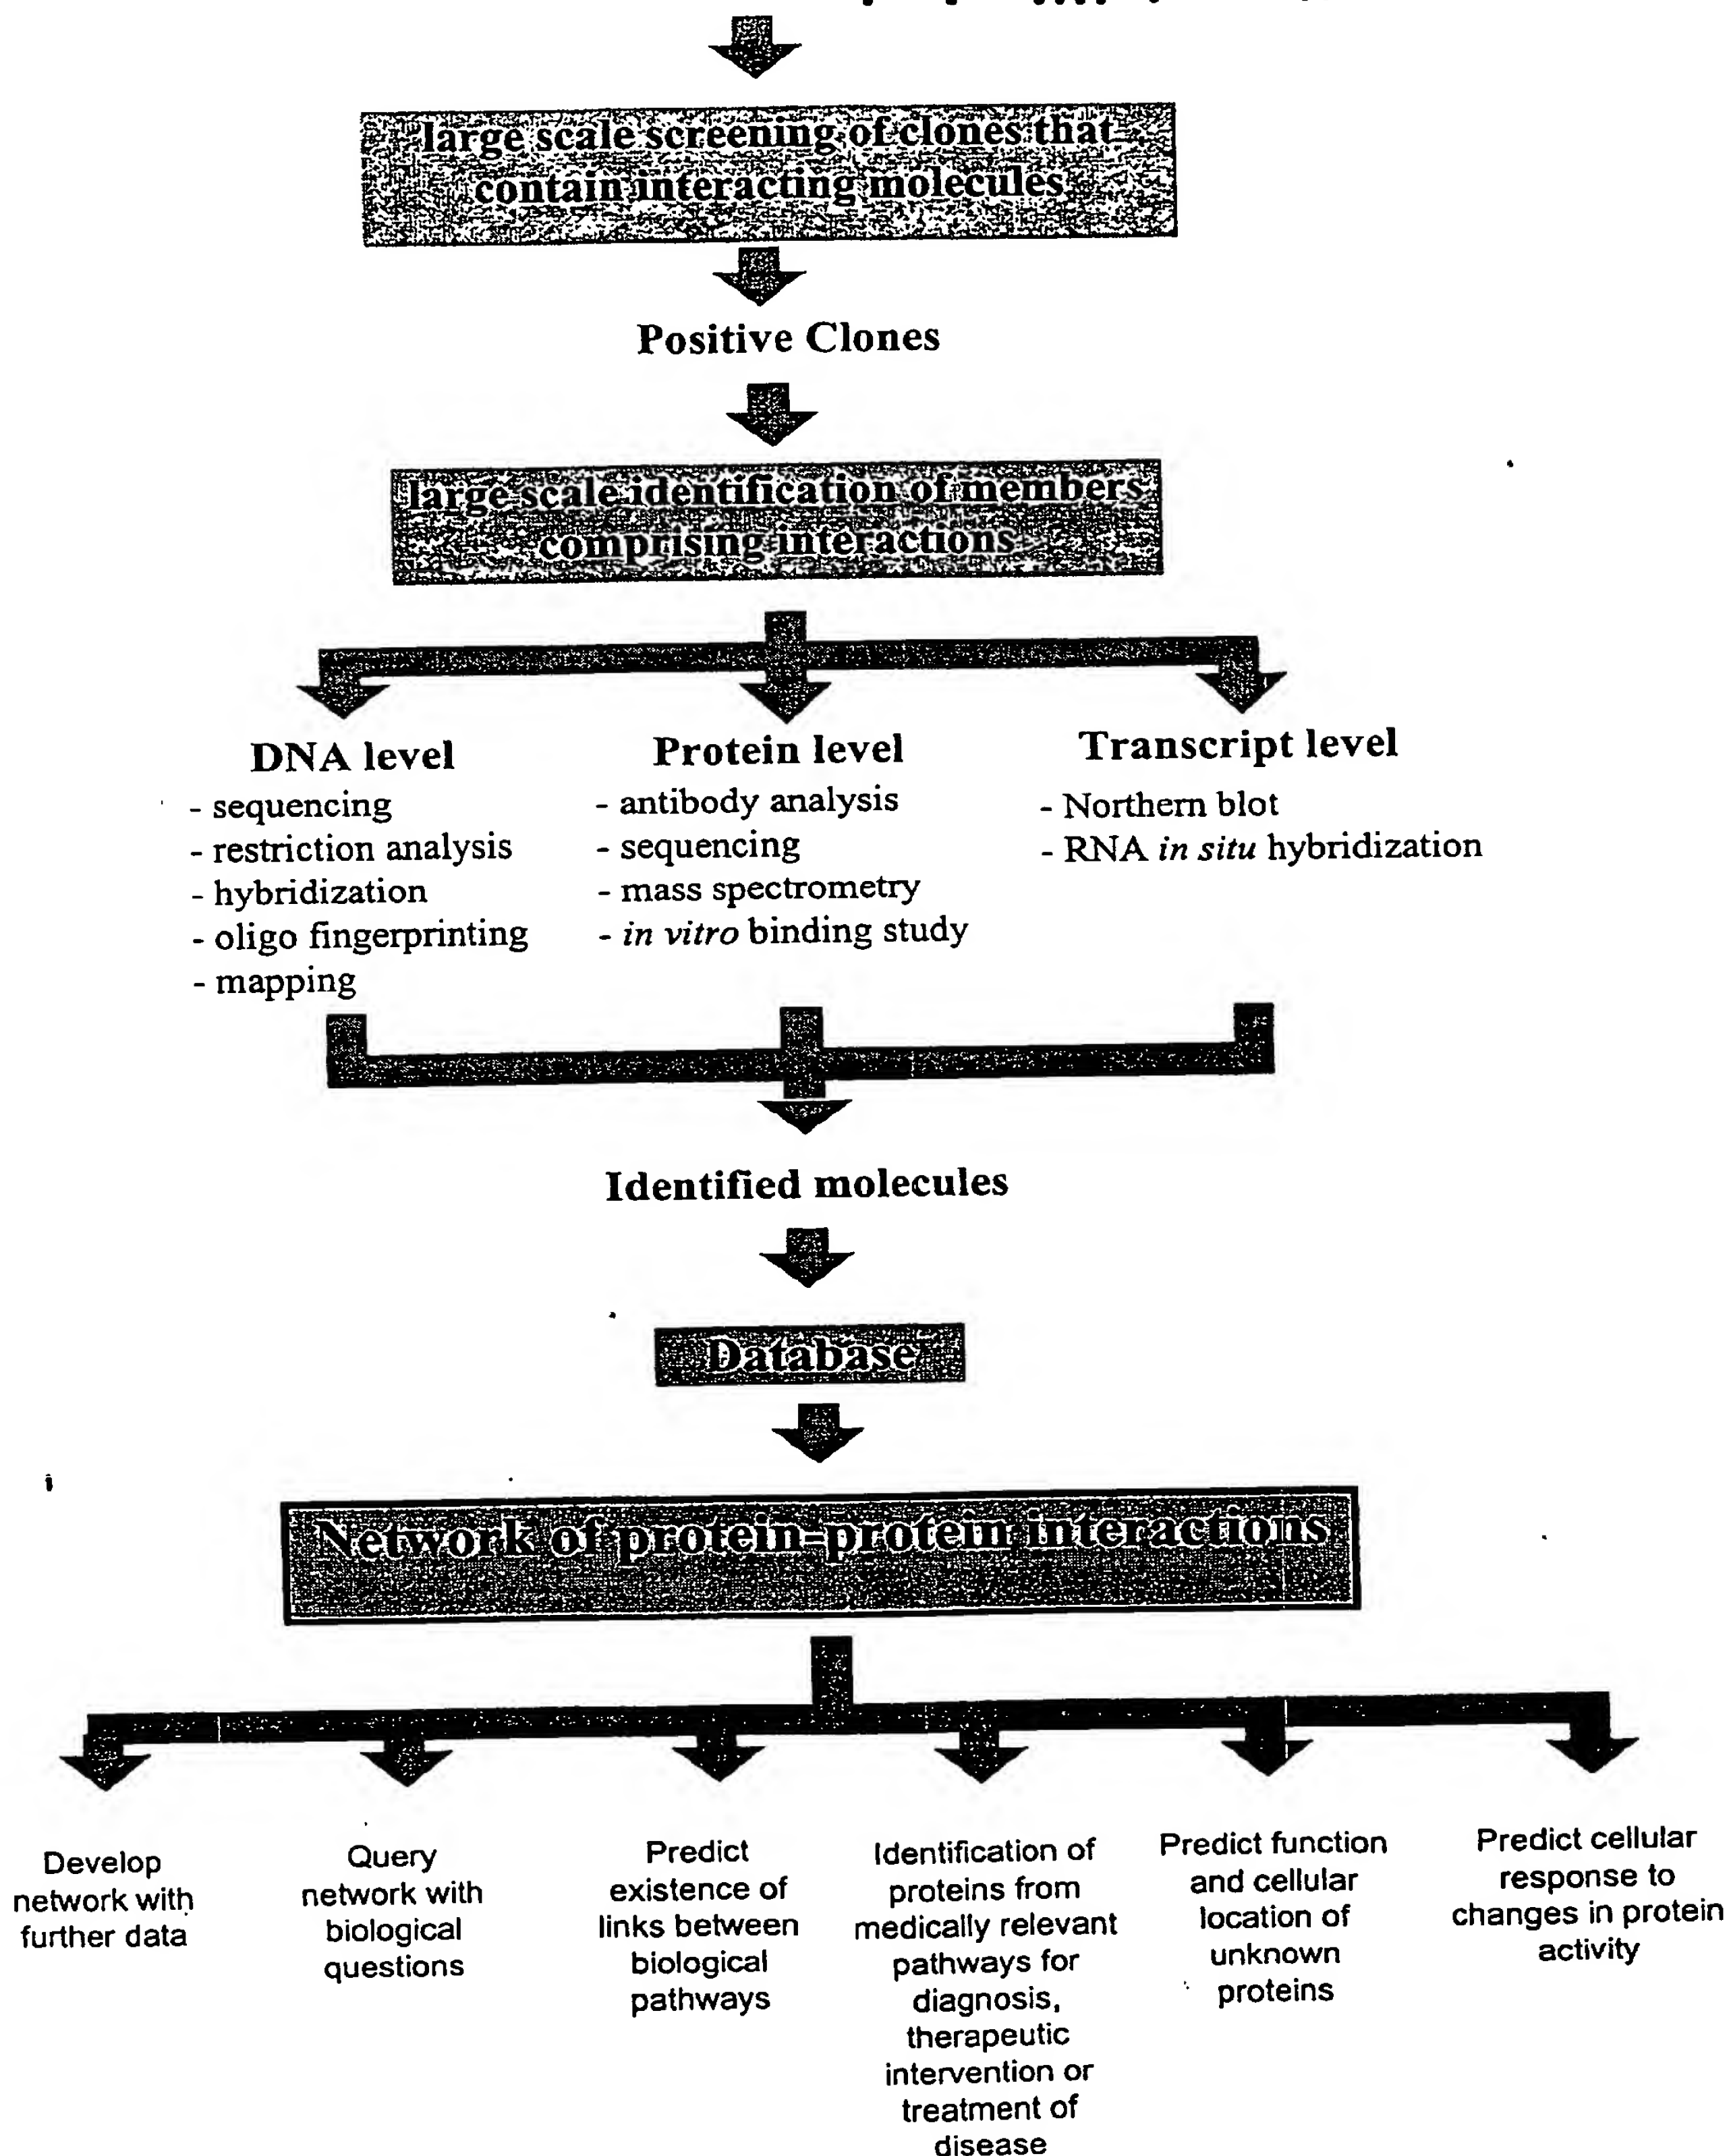 large scale screening of clones that
contain interacting molecules
Positive Clones
large scale identification of members
comprising interactions
DNA level
- sequencing
- restriction analysis
- hybridization
- oligo fingerprinting
- mapping
Protein level
- antibody analysis
- sequencing
- mass spectrometry
- in vitro binding study
Transcript level
- Northern blot
- RNA in situ hybridization
Identified molecules
Database
Network of protein-protein interactions
Develop
network with
further data
Query
network with
biological
questions
Predict
existence of
links between
biological
pathways
Identification of
proteins from
medically relevant
pathways for
diagnosis,
therapeutic
intervention or
treatment of
disease
Predict function
and cellular
location of
unknown
proteins
Predict cellular
response to
changes in protein
activity